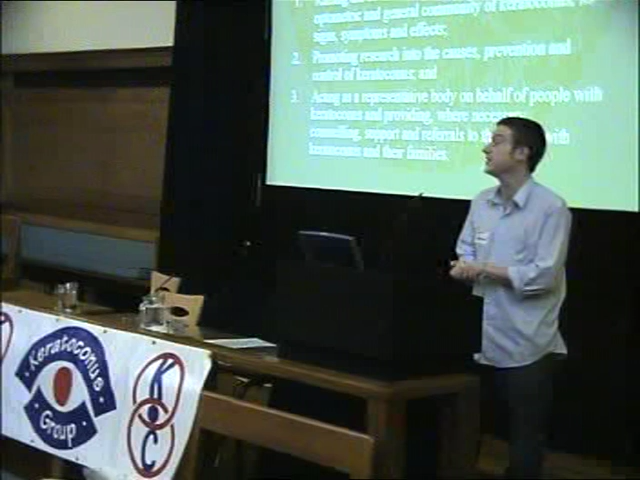 optometric and general community of keratoconus, its
signs, symptoms and effects;
2. Promoting research into the causes, prevention and
control of keratoconus; and
3. Acting as a representative body on behalf of people with
keratoconus and providing, where necessary,
counselling, support and referrals to with
keratoconus and their families.
Keratoconus
Group
K
C